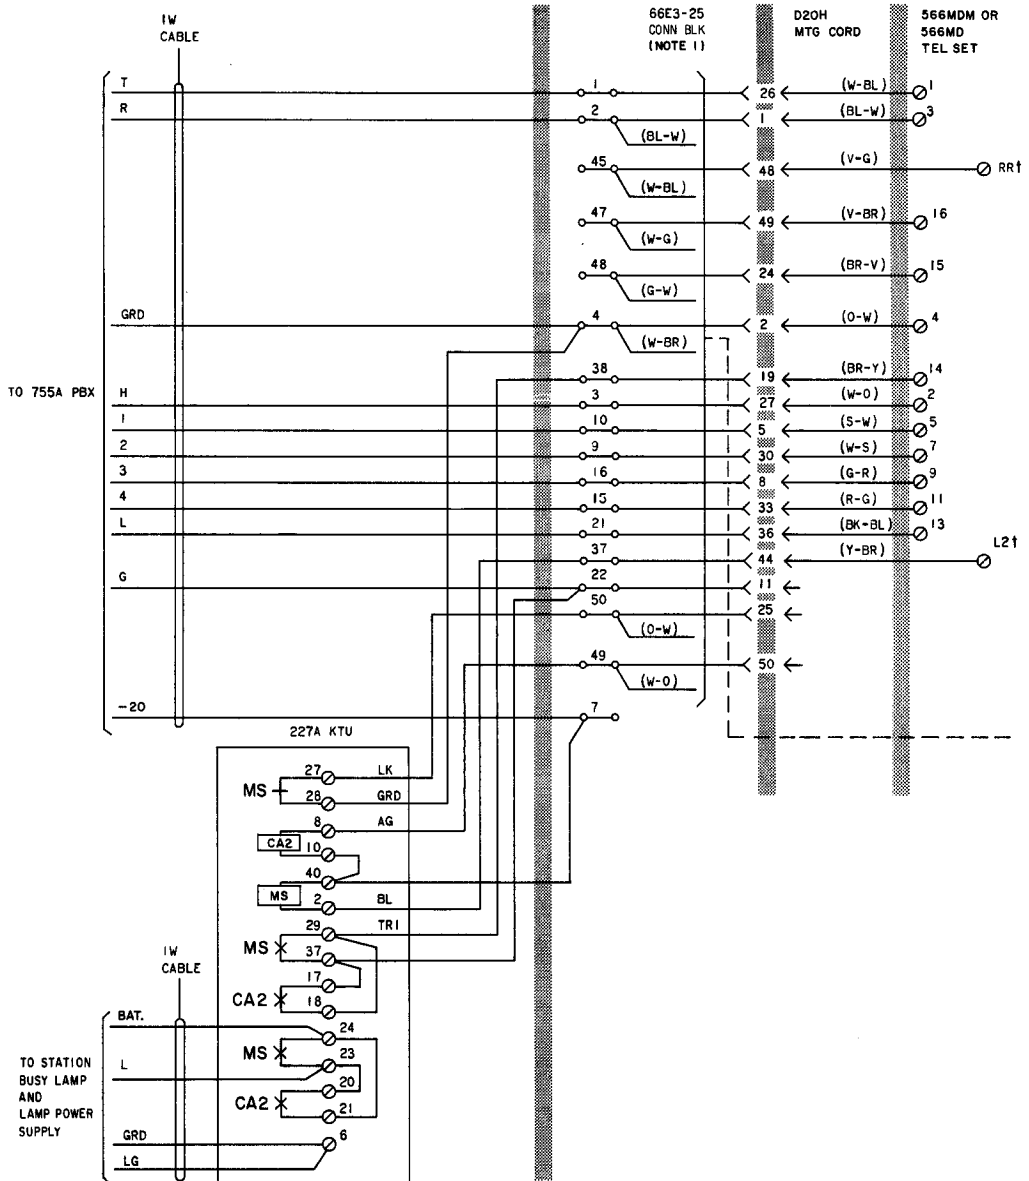 IW
CABLE
66E3-25
CONN BLK
(NOTE 1)
D20H
MTG CORD
566MDM OR
566MD
TEL SET
T 1 26 (W-BL) 1
R 2 1 (BL-W) 3
(BL-W)
45 48 (V-G) RR†
(W-BL)
47 49 (V-BR) 16
(W-G)
48 24 (BR-V) 15
(G-W)
GRD 4 2 (O-W) 4
(W-BR)
38 19 (BR-Y) 14
TO 755A PBX
H 3 27 (W-O) 2
1 10 5 (S-W) 5
2 9 30 (W-S) 7
3 16 8 (G-R) 9
4 15 33 (R-G) 11
L 21 36 (BK-BL) 13
37 44 (Y-BR) L2†
G 22 11
50 25
(O-W)
49 50
(W-O)
-20 7
227A KTU
27 LK
MS
28 GRD
8 AG
CA2
10
40
MS
2 BL
29 TR1
MS
37
17
CA2
18
IW
CABLE
BAT. 24
MS
L 23
20
CA2
21
TO STATION
BUSY LAMP
AND
LAMP POWER
SUPPLY
GRD 6
LG